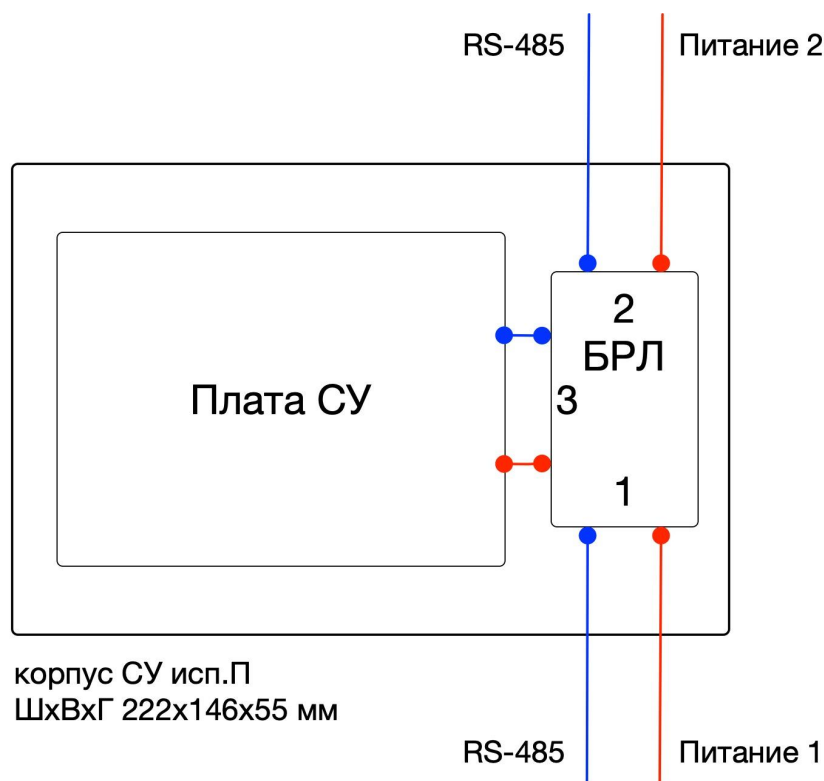 RS-485
Питание 2
2
БРЛ
Плата СУ
3
1
корпус СУ исп.П
ШхВхГ 222х146х55 мм
RS-485
Питание 1